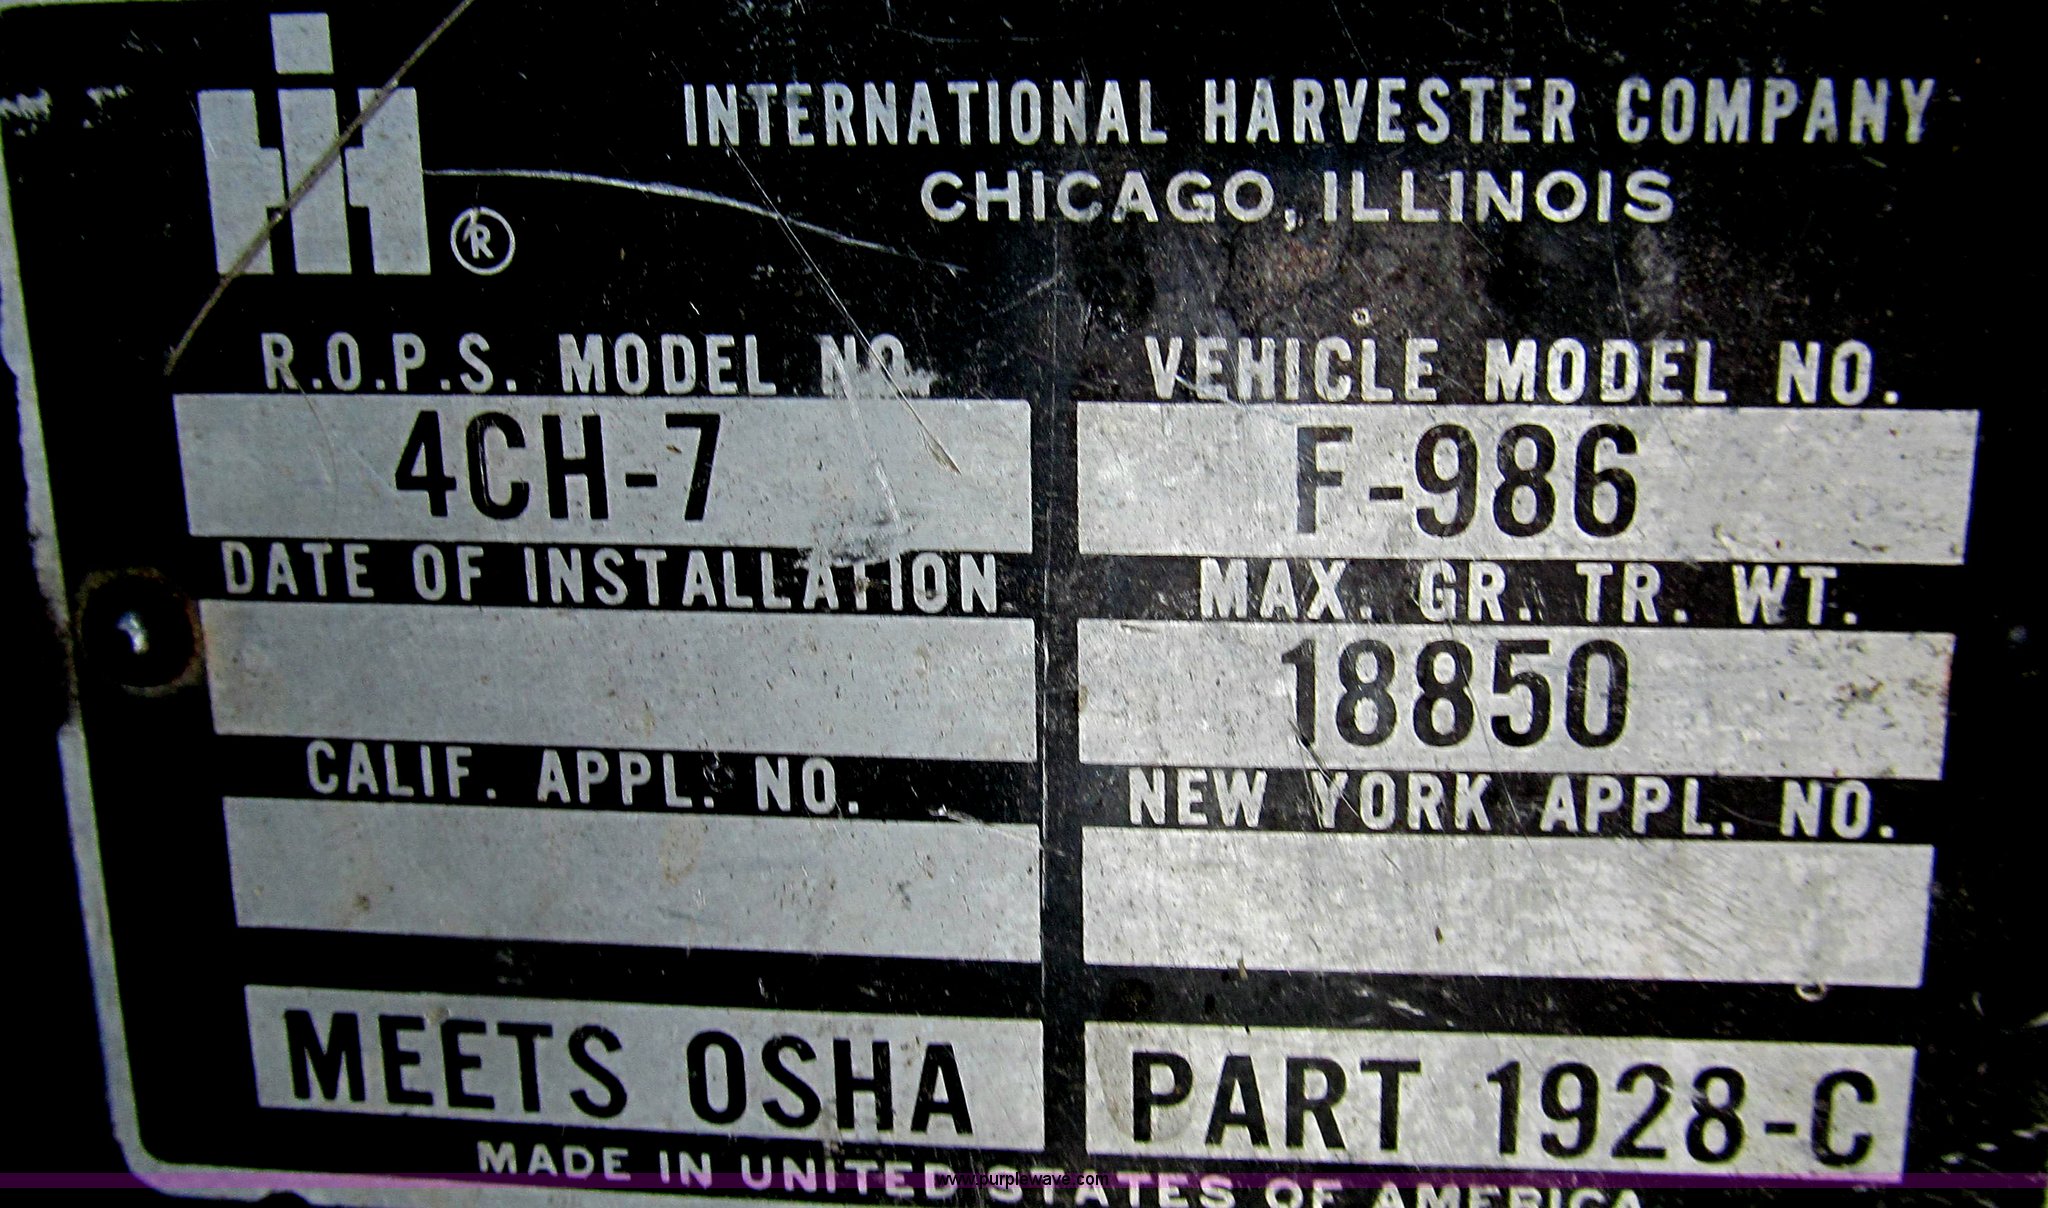 INTERNATIONAL HARVESTER COMPANY
CHICAGO, ILLINOIS
IH ®
R.O.P.S. MODEL NO.
4CH-7
VEHICLE MODEL NO.
F-986
DATE OF INSTALLATION
MAX. GR. TR. WT.
18850
CALIF. APPL. NO.
NEW YORK APPL. NO.
MEETS OSHA
PART 1928-C
MADE IN UNITED STATES OF AMERICA
www.purplewave.com